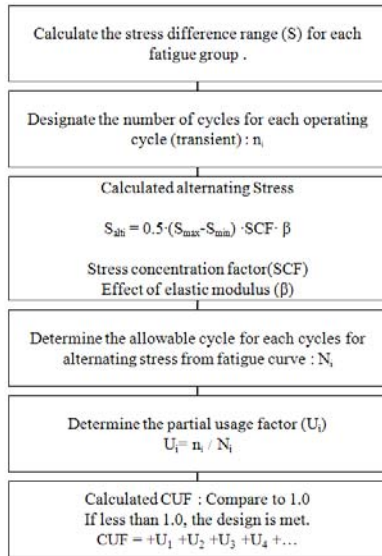 Calculate the stress difference range (S) for each
fatigue group .
Designate the number of cycles for each operating
cycle (transient) : nᵢ
Calculated alternating Stress
Sₐₗₜᵢ = 0.5·(Sₘₐₓ-Sₘᵢₙ) ·SCF· β
Stress concentration factor(SCF)
Effect of elastic modulus (β)
Determine the allowable cycle for each cycles for
alternating stress from fatigue curve : Nᵢ
Determine the partial usage factor (Uᵢ)
Uᵢ= nᵢ / Nᵢ
Calculated CUF : Compare to 1.0
If less than 1.0, the design is met.
CUF = +U₁ +U₂ +U₃ +U₄ +…